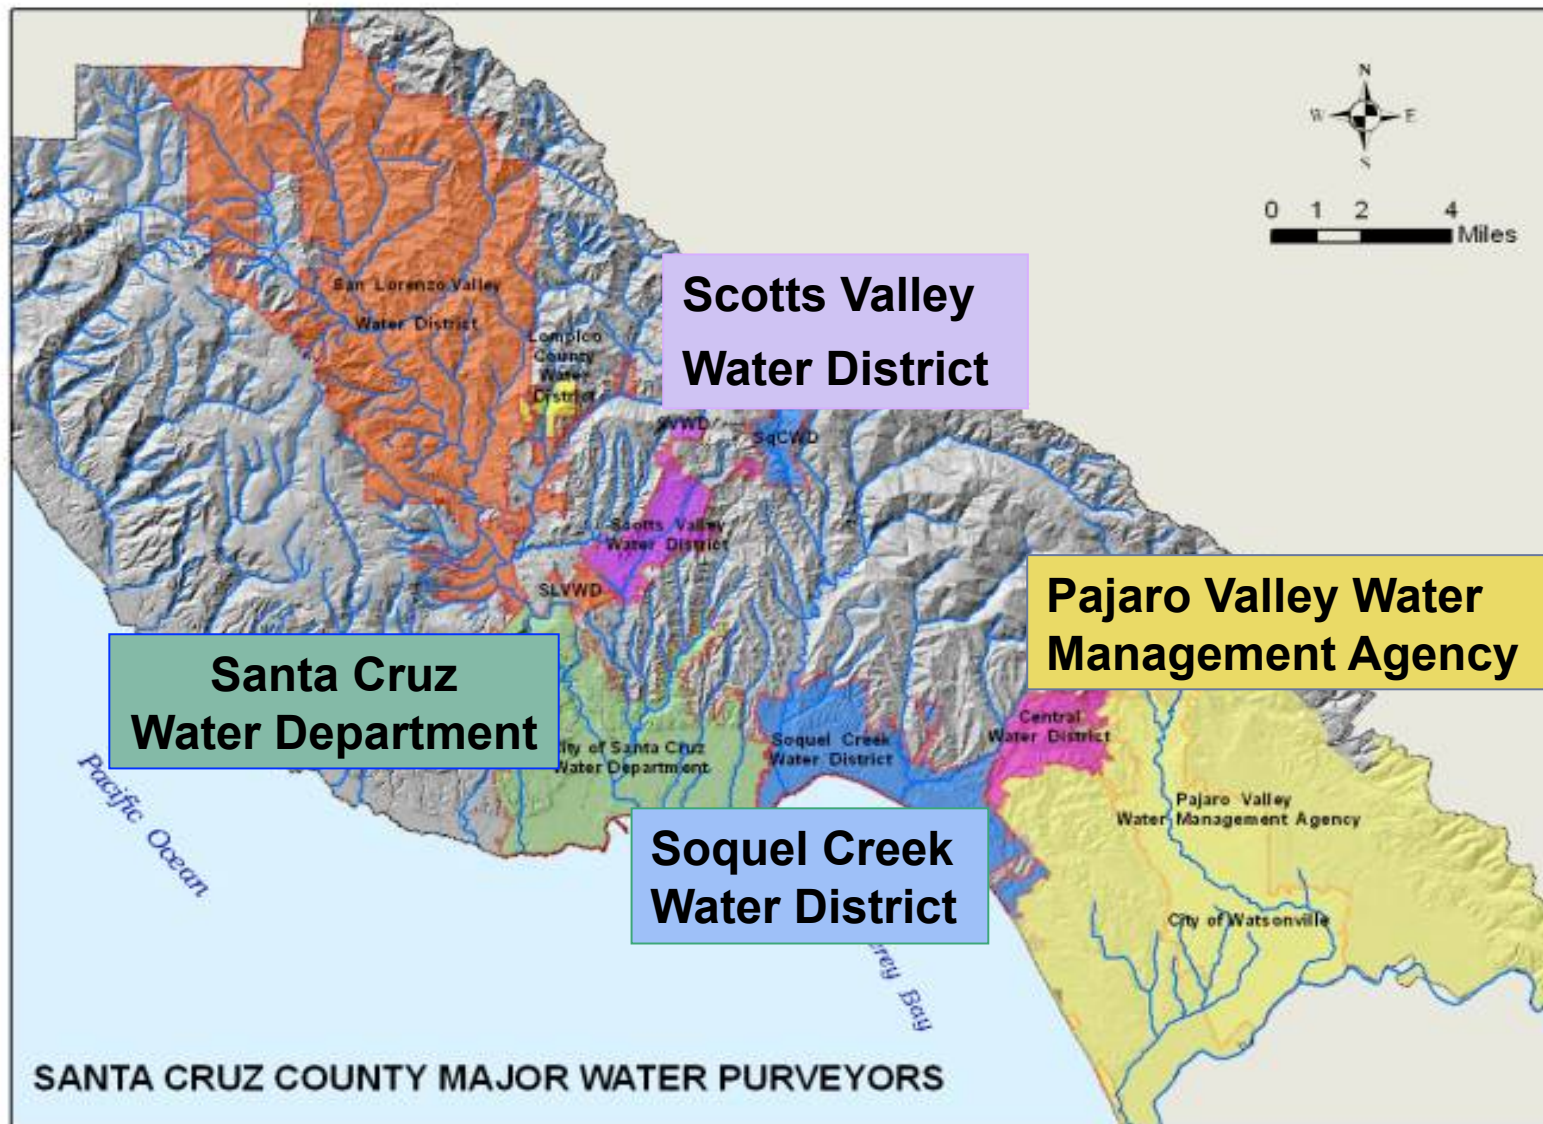 N
W E
S
0 1 2 4
Miles
San Lorenzo Valley
Water District
Lompico
County
Water
District
Scotts Valley
Water District
SVWD
SqCWD
Scotts Valley
Water District
SLVWD
Pajaro Valley Water
Management Agency
Santa Cruz
Water Department
City of Santa Cruz
Water Department
Soquel Creek
Water District
Central
Water District
Pajaro Valley
Water Management Agency
Pacific Ocean
Soquel Creek
Water District
City of Watsonville
Bay
SANTA CRUZ COUNTY MAJOR WATER PURVEYORS